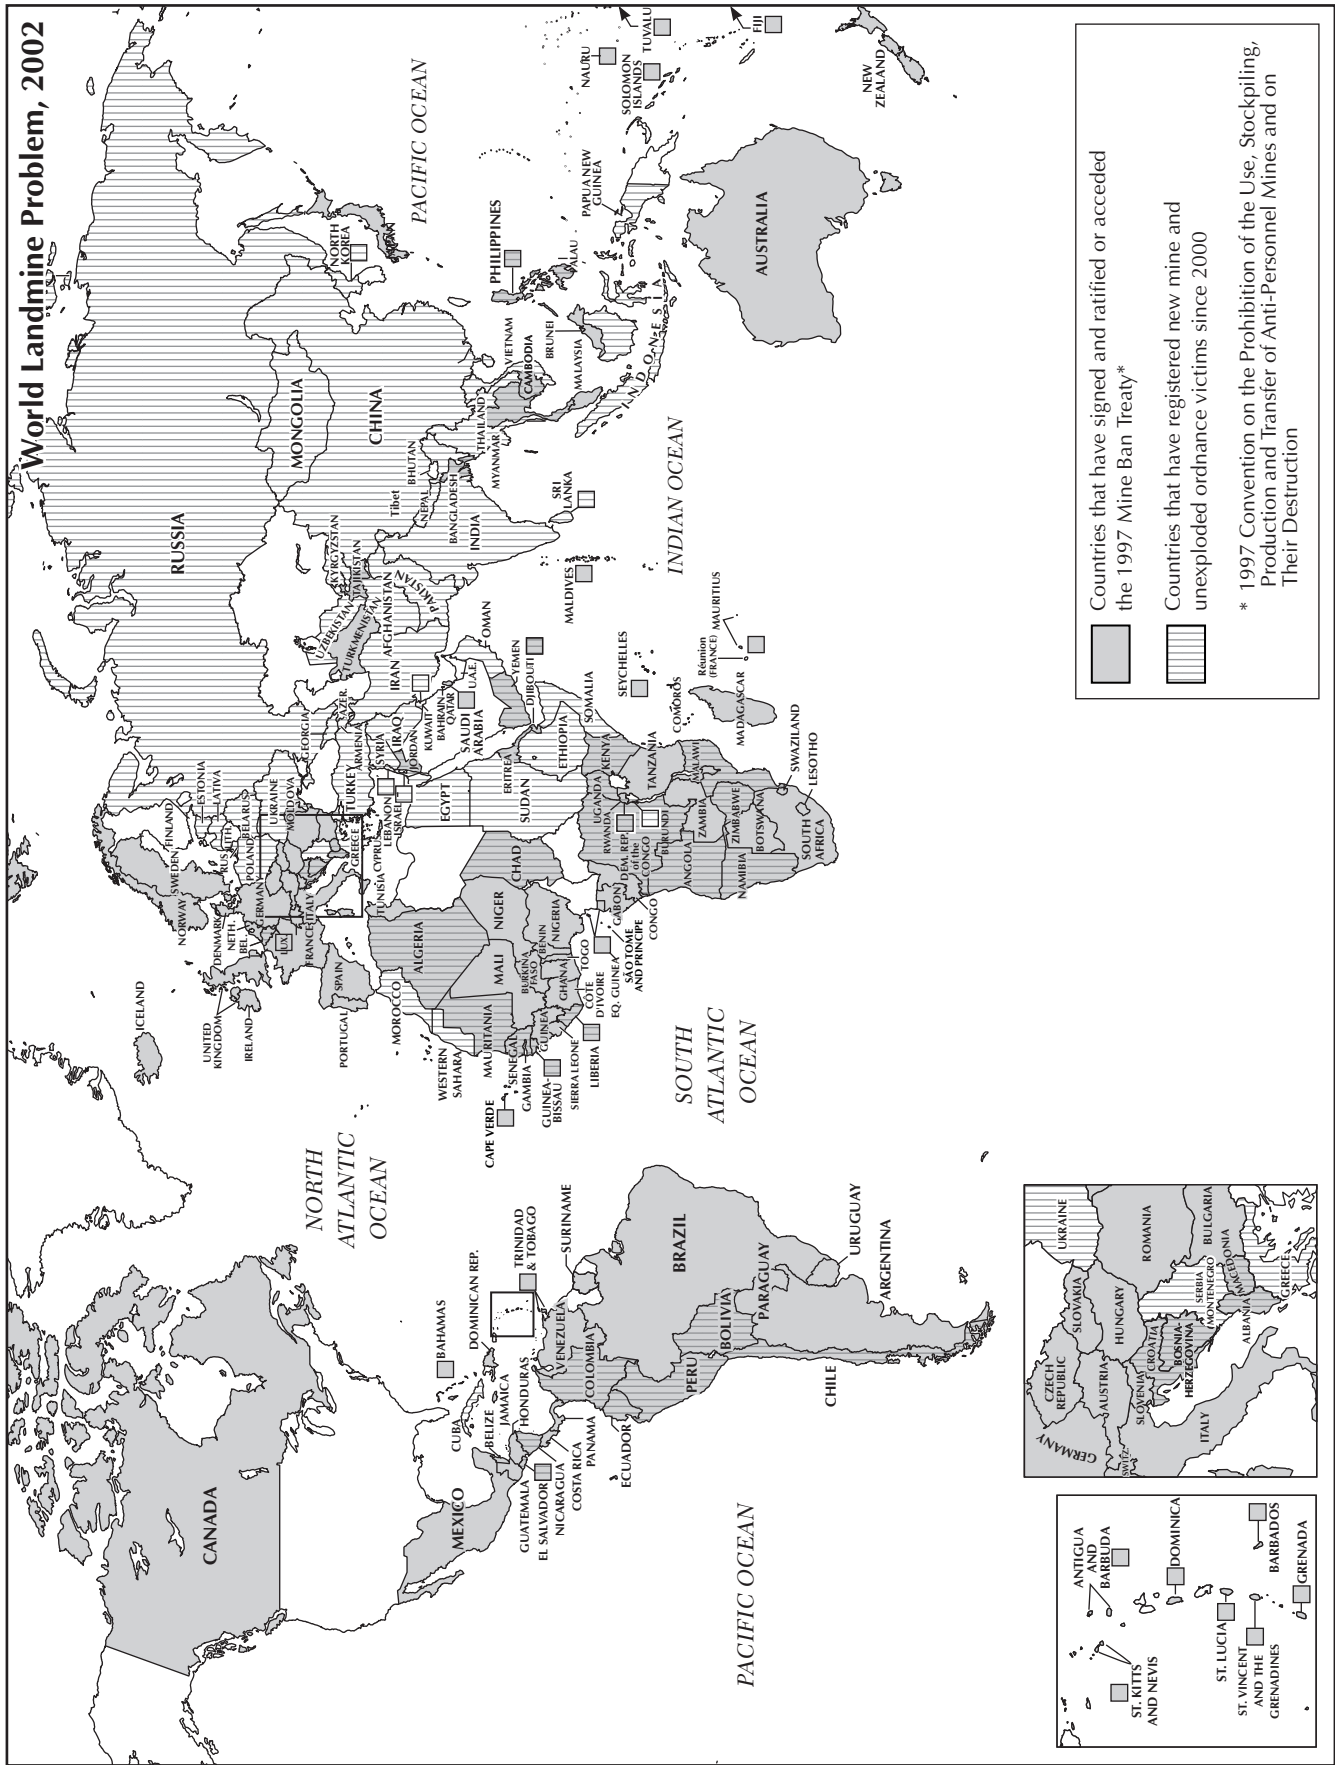 World Landmine Problem, 2002
CANADA
MEXICO
GUATEMALA
EL SALVADOR
NICARAGUA
COSTA RICA
PANAMA
ECUADOR
CUBA
BELIZE
JAMAICA
HONDURAS
BAHAMAS
DOMINICAN REP.
TRINIDAD
& TOBAGO
SURINAME
VENEZUELA
COLOMBIA
PERU
BRAZIL
BOLIVIA
PARAGUAY
URUGUAY
ARGENTINA
CHILE
PACIFIC OCEAN
NORTH
ATLANTIC
OCEAN
SOUTH
ATLANTIC
OCEAN
ICELAND
UNITED
KINGDOM
IRELAND
PORTUGAL
SPAIN
FRANCE
LUX.
BEL.
NETH.
DENMARK
GERMANY
ITALY
NORWAY
SWEDEN
FINLAND
ESTONIA
LATIVA
LITH.
RUS.
POLAND
BELARUS
UKRAINE
MOLDOVA
GREECE
TURKEY
CYPRUS
LEBANON
ISRAEL
SYRIA
IRAQ
JORDAN
GEORGIA
ARMENIA
AZER.
RUSSIA
MONGOLIA
CHINA
Tibet
NORTH
KOREA
JAPAN
PACIFIC OCEAN
KYRGYZSTAN
TAJIKISTAN
UZBEKISTAN
TURKMENISTAN
AFGHANISTAN
PAKISTAN
IRAN
KUWAIT
BAHRAIN
QATAR
U.A.E.
SAUDI
ARABIA
OMAN
YEMEN
INDIA
NEPAL
BHUTAN
BANGLADESH
MYANMAR
THAILAND
CAMBODIA
VIETNAM
SRI
LANKA
MALDIVES
PHILIPPINES
PALAU
BRUNEI
MALAYSIA
INDONESIA
PAPUA NEW
GUINEA
SOLOMON
ISLANDS
NAURU
TUVALU
FIJI
NEW
ZEALAND
AUSTRALIA
INDIAN OCEAN
MOROCCO
WESTERN
SAHARA
ALGERIA
TUNISIA
EGYPT
MAURITANIA
MALI
NIGER
CHAD
SUDAN
ERITREA
DJIBOUTI
ETHIOPIA
SOMALIA
CAPE VERDE
SENEGAL
GAMBIA
GUINEA-
BISSAU
GUINEA
SIERRA LEONE
LIBERIA
CÔTE
D'IVOIRE
BURKINA
FASO
GHANA
TOGO
BENIN
NIGERIA
EQ. GUINEA
SÃO TOME
AND PRINCIPE
GABON
CONGO
DEM. REP.
of the
CONGO
RWANDA
BURUNDI
UGANDA
KENYA
TANZANIA
ANGOLA
ZAMBIA
MALAWI
NAMIBIA
ZIMBABWE
BOTSWANA
SOUTH
AFRICA
SWAZILAND
LESOTHO
COMOROS
MADAGASCAR
SEYCHELLES
Réunion
(FRANCE)
MAURITIUS
ANTIGUA
AND
BARBUDA
ST. KITTS
AND NEVIS
DOMINICA
ST. LUCIA
ST. VINCENT
AND THE
GRENADINES
BARBADOS
GRENADA
GERMANY
CZECH
REPUBLIC
SLOVAKIA
UKRAINE
SWITZ.
AUSTRIA
HUNGARY
ROMANIA
SLOVENIA
CROATIA
BOSNIA-
HERZEGOVINA
SERBIA
MONTENEGRO
BULGARIA
MACEDONIA
ALBANIA
GREECE
ITALY
Countries that have signed and ratified or acceded
the 1997 Mine Ban Treaty*
Countries that have registered new mine and
unexploded ordnance victims since 2000
* 1997 Convention on the Prohibition of the Use, Stockpiling,
Production and Transfer of Anti-Personnel Mines and on
Their Destruction